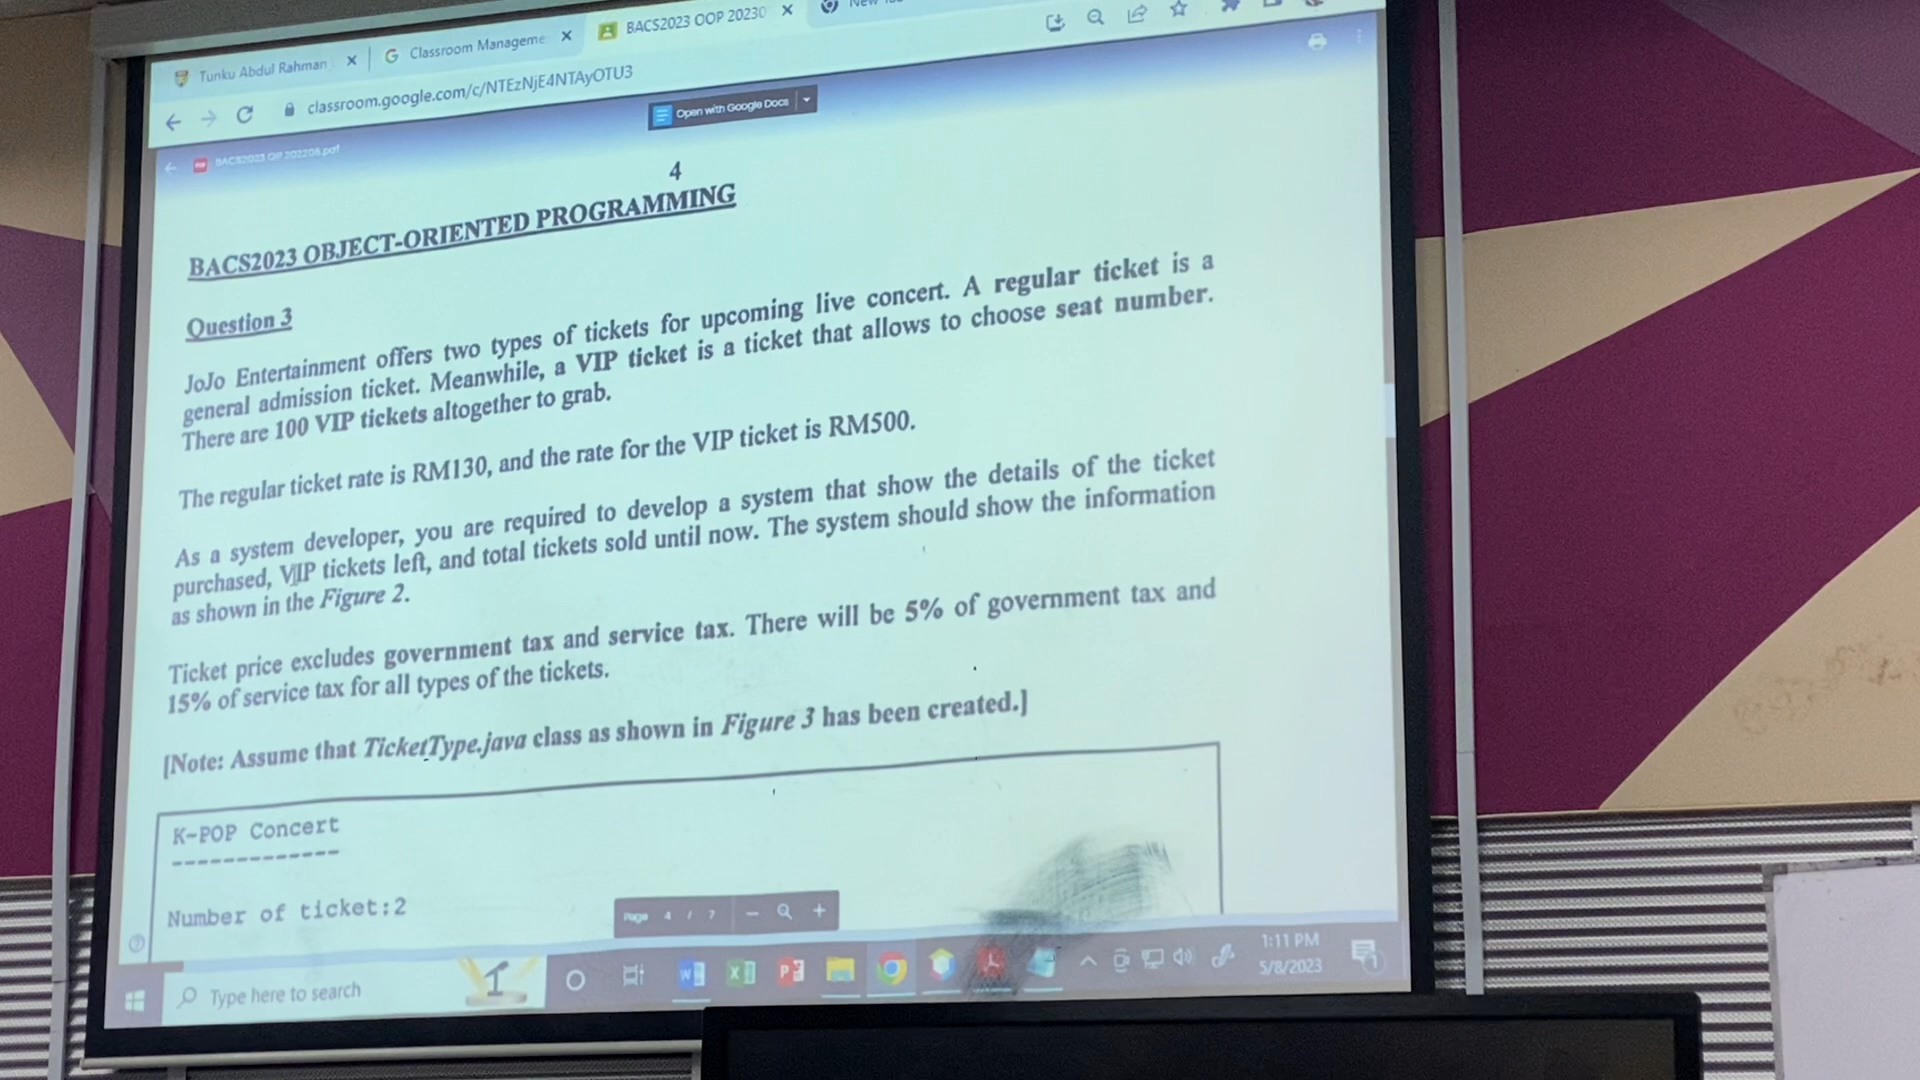 Tunku Abdul Rahman
Classroom Manageme
BACS2023 OOP 20230
classroom.google.com/c/NTEzNjE4NTAyOTU3
Open with Google Docs
4
BACS2023 OBJECT-ORIENTED PROGRAMMING
Question 3
JoJo Entertainment offers two types of tickets for upcoming live concert. A regular ticket is a
general admission ticket. Meanwhile, a VIP ticket is a ticket that allows to choose seat number.
There are 100 VIP tickets altogether to grab.
The regular ticket rate is RM130, and the rate for the VIP ticket is RM500.
As a system developer, you are required to develop a system that show the details of the ticket
purchased, VIP tickets left, and total tickets sold until now. The system should show the information
as shown in the Figure 2.
Ticket price excludes government tax and service tax. There will be 5% of government tax and
15% of service tax for all types of the tickets.
[Note: Assume that TicketType.java class as shown in Figure 3 has been created.]
K-POP Concert
-------------
Number of ticket:2
Page 4 / 7
Type here to search
1:11 PM
5/8/2023